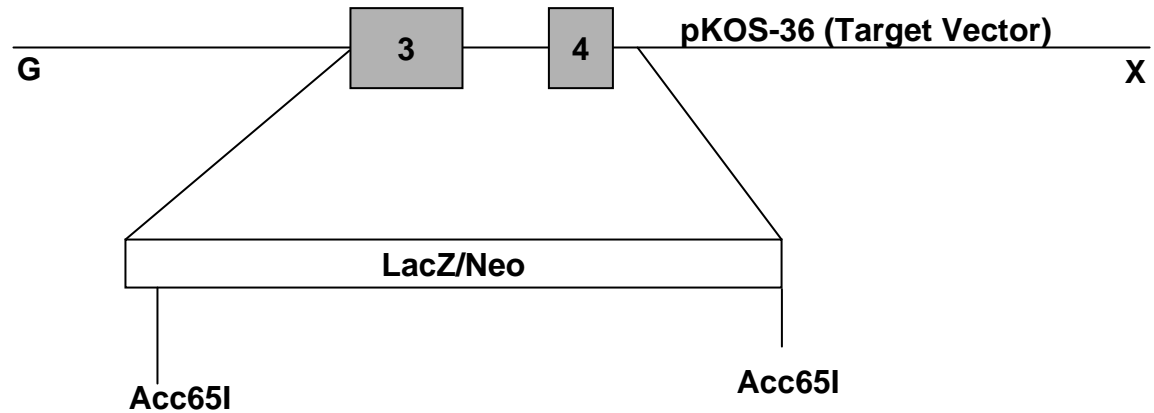 pKOS-36 (Target Vector)
3
4
G
X
LacZ/Neo
Acc65I
Acc65I